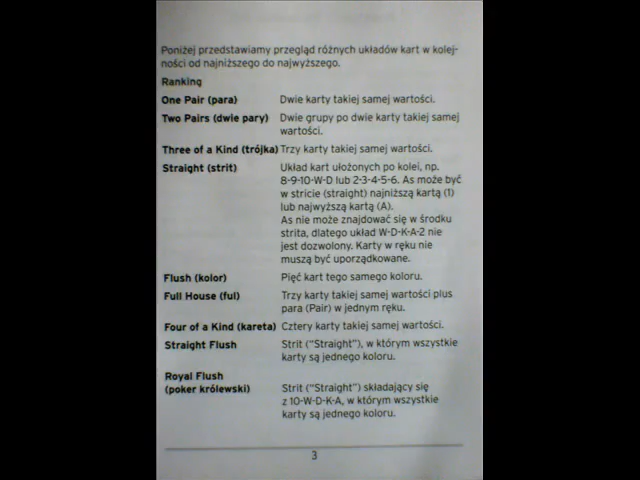 Poniżej przedstawiamy przegląd różnych układów kart w kolej-
ności od najniższego do najwyższego.
Ranking
One Pair (para) Dwie karty takiej samej wartości.
Two Pairs (dwie pary) Dwie grupy po dwie karty takiej samej
wartości.
Three of a Kind (trójka) Trzy karty takiej samej wartości.
Straight (strit) Układ kart ułożonych po kolei, np.
8-9-10-W-D lub 2-3-4-5-6. As może być
w stricie (straight) najniższą kartą (1)
lub najwyższą kartą (A).
As nie może znajdować się w środku
strita, dlatego układ W-D-K-A-2 nie
jest dozwolony. Karty w ręku nie
muszą być uporządkowane.
Flush (kolor) Pięć kart tego samego koloru.
Full House (ful) Trzy karty takiej samej wartości plus
para (Pair) w jednym ręku.
Four of a Kind (kareta) Cztery karty takiej samej wartości.
Straight Flush Strit ("Straight"), w którym wszystkie
karty są jednego koloru.
Royal Flush
(poker królewski) Strit ("Straight") składający się
z 10-W-D-K-A, w którym wszystkie
karty są jednego koloru.
3